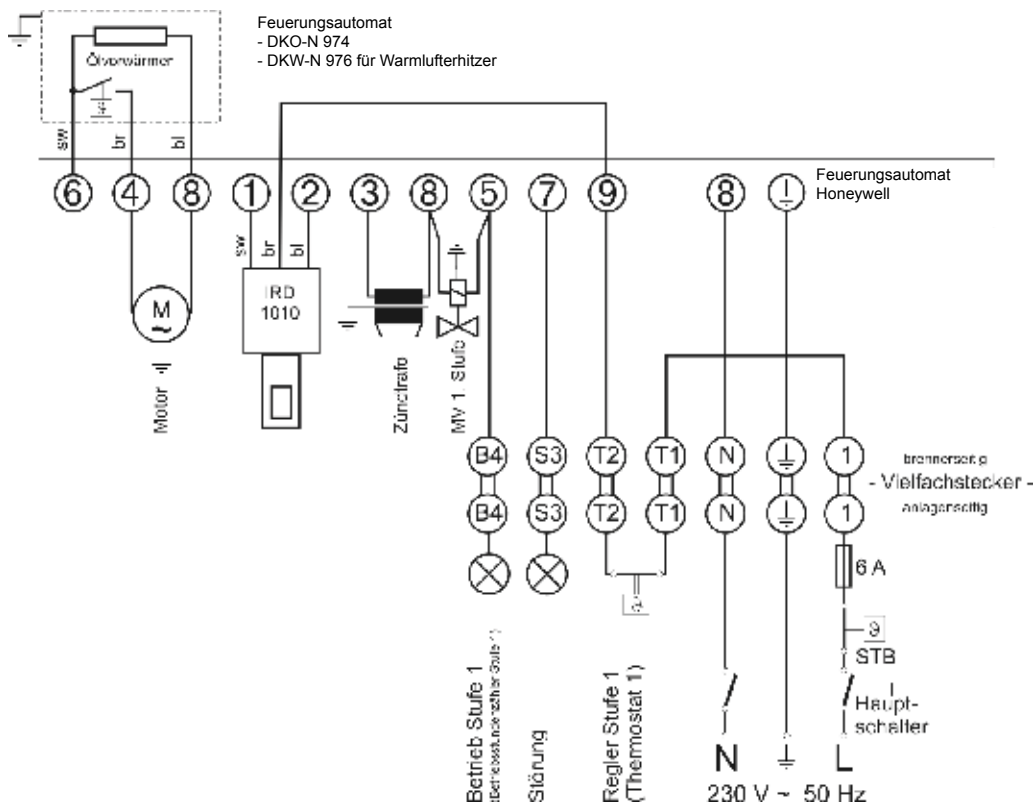 Feuerungsautomat
- DKO-N 974
- DKW-N 976 für Warmlufterhitzer
Ölvorwärmer
ϑ
sw
br
bl
6
4
8
1
2
3
8
5
7
9
8
Feuerungsautomat
Honeywell
sw
br
bl
M
~
IRD
1010
Motor
Zündtrafo
MV 1. Stufe
B4
S3
T2
T1
N
1
brennerseitig
- Vielfachstecker -
B4
S3
T2
T1
N
1
anlagenseitig
6 A
ϑ
ϑ
STB
Haupt-
schalter
Betrieb Stufe 1
(Betriebsstundenzähler Stufe 1)
Störung
Regler Stufe 1
(Thermostat 1)
N
L
230 V ~ 50 Hz